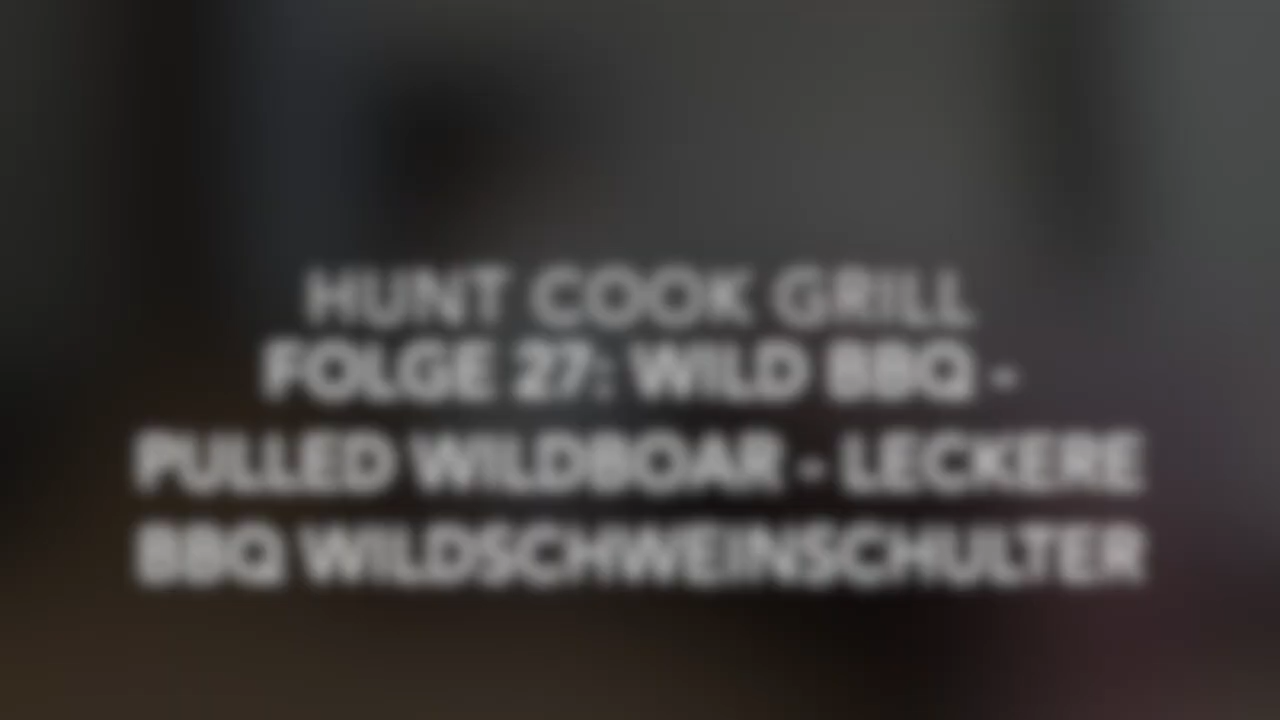 HUNT COOK GRILL
FOLGE 27: WILD BBQ -
PULLED WILDBOAR - LECKERE
BBQ WILDSCHWEINSCHULTER